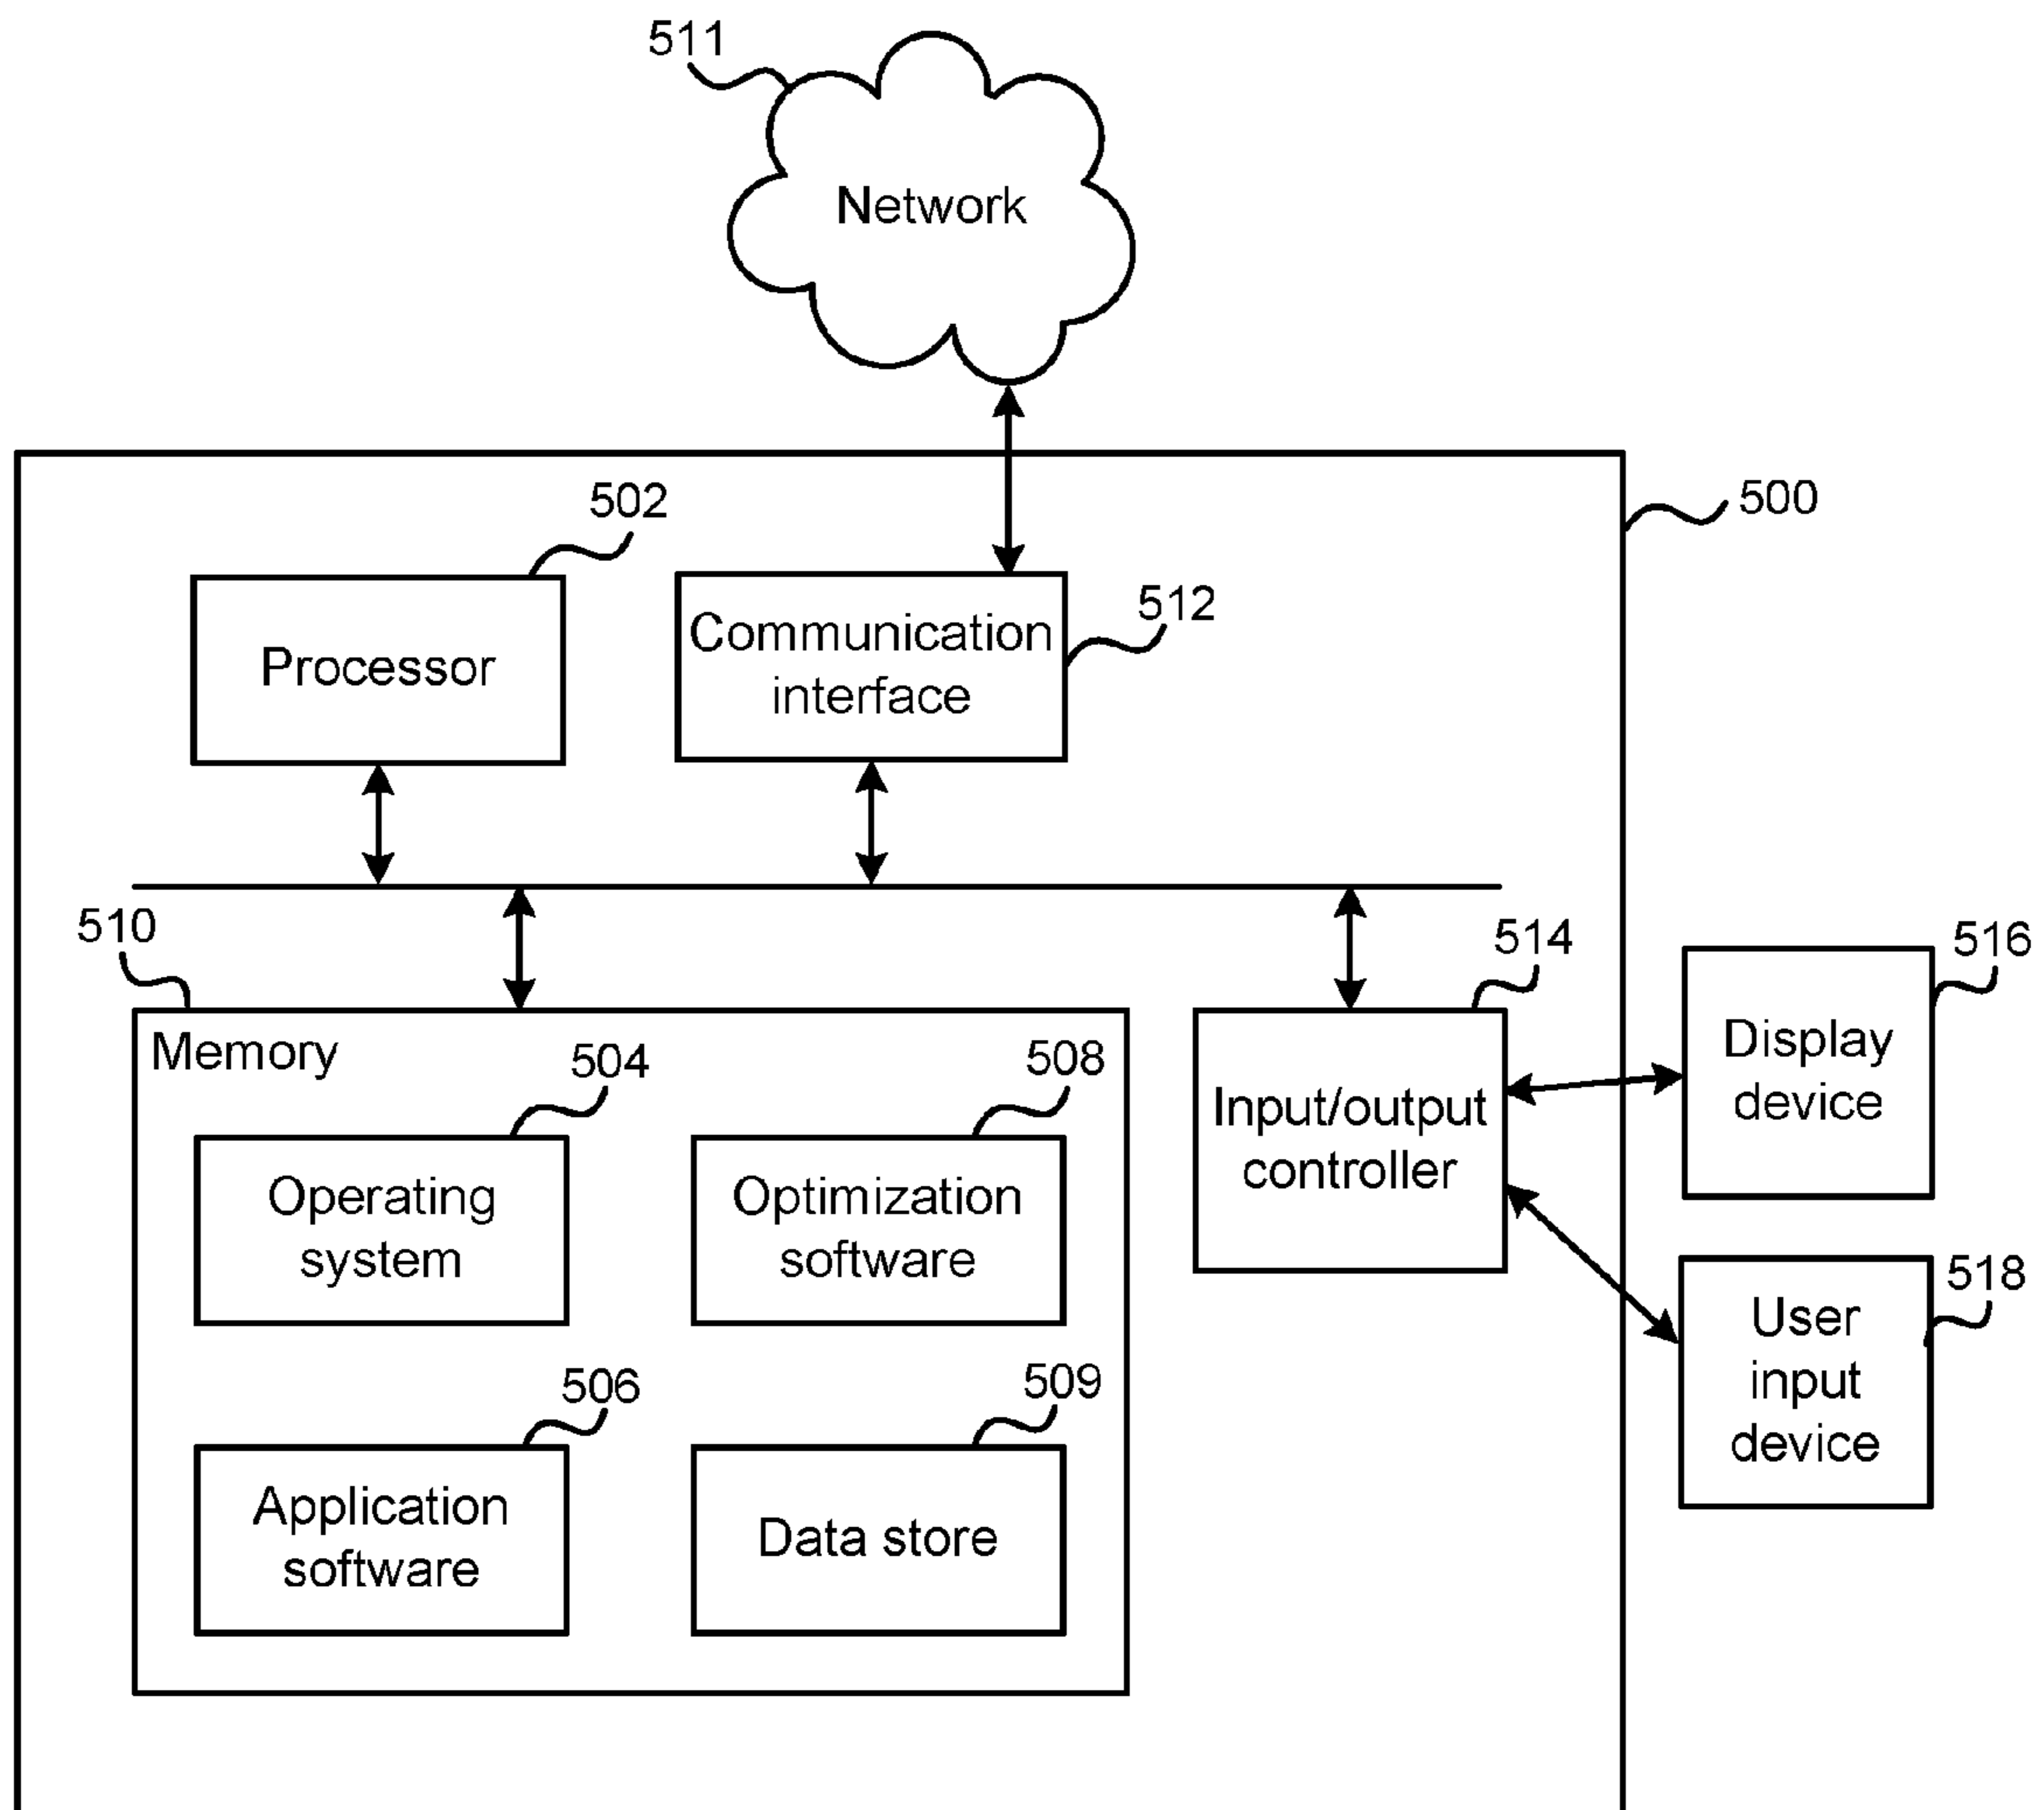 511
Network
500
502
Processor
Communication
interface
512
510
Memory
504
Operating
system
508
Optimization
software
506
Application
software
509
Data store
514
Input/output
controller
516
Display
device
518
User
input
device